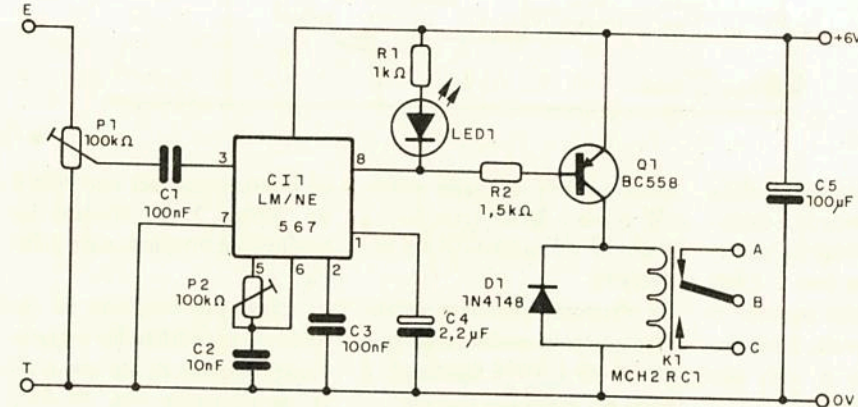 E
+6V
R1
1kΩ
P1
100kΩ
LED1
CI1
LM/NE
567
3
8
7
1
5
6
2
C1
100nF
R2
1,5kΩ
Q1
BC558
C5
100µF
P2
100kΩ
D1
1N4148
A
B
C
C2
10nF
C3
100nF
C4
2,2µF
K1
MCH2RC1
T
0V